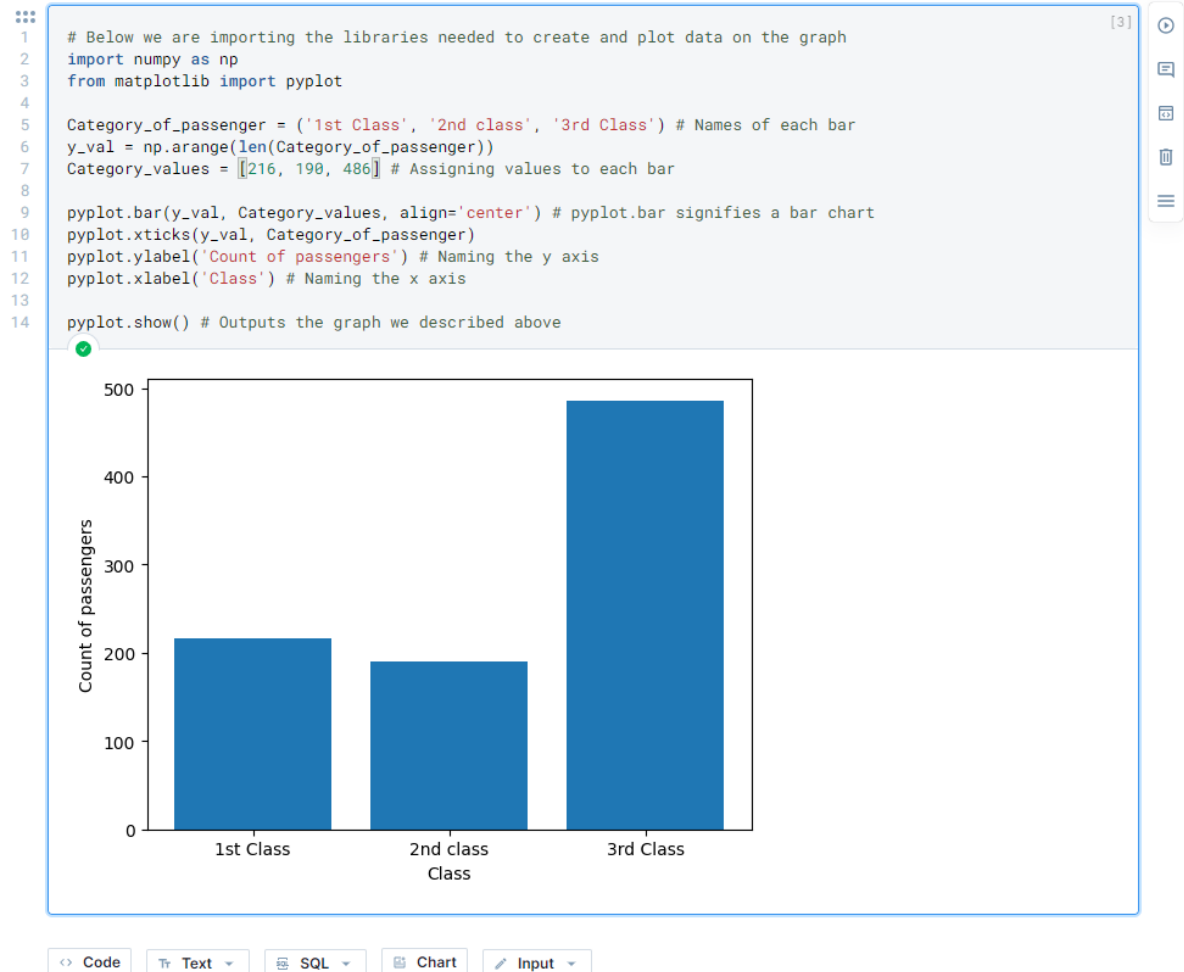 [3]
1 # Below we are importing the libraries needed to create and plot data on the graph
2 import numpy as np
3 from matplotlib import pyplot
4
5 Category_of_passenger = ('1st Class', '2nd class', '3rd Class') # Names of each bar
6 y_val = np.arange(len(Category_of_passenger))
7 Category_values = [216, 190, 486] # Assigning values to each bar
8
9 pyplot.bar(y_val, Category_values, align='center') # pyplot.bar signifies a bar chart
10 pyplot.xticks(y_val, Category_of_passenger)
11 pyplot.ylabel('Count of passengers') # Naming the y axis
12 pyplot.xlabel('Class') # Naming the x axis
13
14 pyplot.show() # Outputs the graph we described above
500
400
300
200
100
0
Count of passengers
1st Class 2nd class 3rd Class
Class
Code Text SQL Chart Input